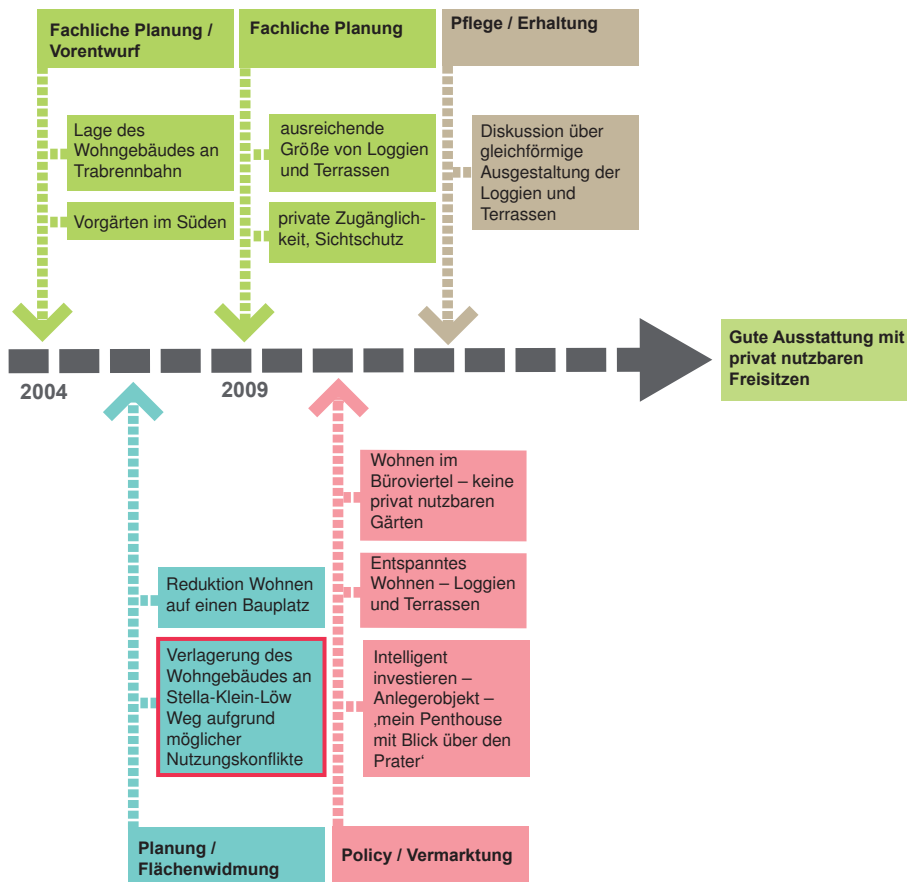 Fachliche Planung /
Vorentwurf
Fachliche Planung
Pflege / Erhaltung
Lage des
Wohngebäudes an
Trabrennbahn
Vorgärten im Süden
ausreichende
Größe von Loggien
und Terrassen
private Zugänglich-
keit, Sichtschutz
Diskussion über
gleichförmige
Ausgestaltung der
Loggien und
Terrassen
2004
2009
Gute Ausstattung mit
privat nutzbaren
Freisitzen
Reduktion Wohnen
auf einen Bauplatz
Verlagerung des
Wohngebäudes an
Stella-Klein-Löw
Weg aufgrund
möglicher
Nutzungskonflikte
Planung /
Flächenwidmung
Wohnen im
Büroviertel – keine
privat nutzbaren
Gärten
Entspanntes
Wohnen – Loggien
und Terrassen
Intelligent
investieren –
Anlegerobjekt –
‚mein Penthouse
mit Blick über den
Prater‘
Policy / Vermarktung